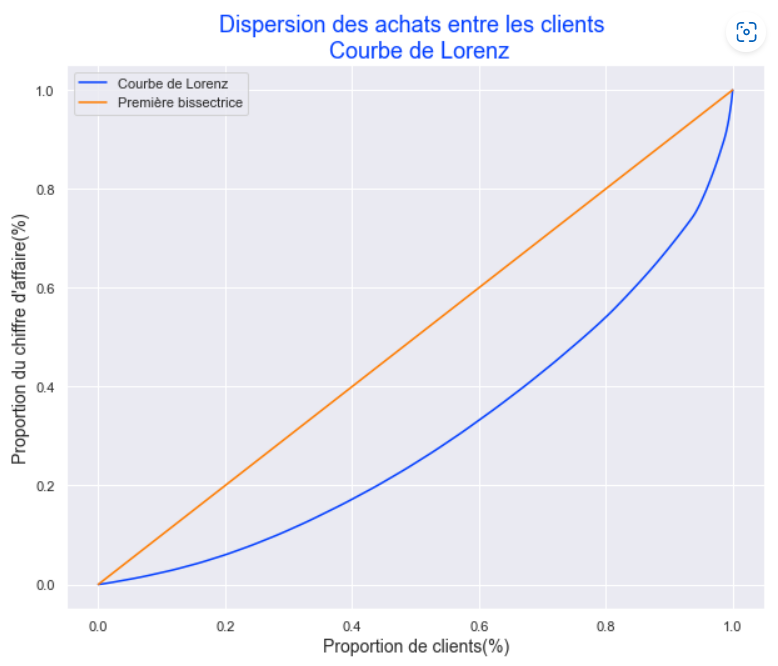 Dispersion des achats entre les clients
Courbe de Lorenz
Courbe de Lorenz
Première bissectrice
Proportion du chiffre d'affaire(%)
1.0
0.8
0.6
0.4
0.2
0.0
0.0 0.2 0.4 0.6 0.8 1.0
Proportion de clients(%)